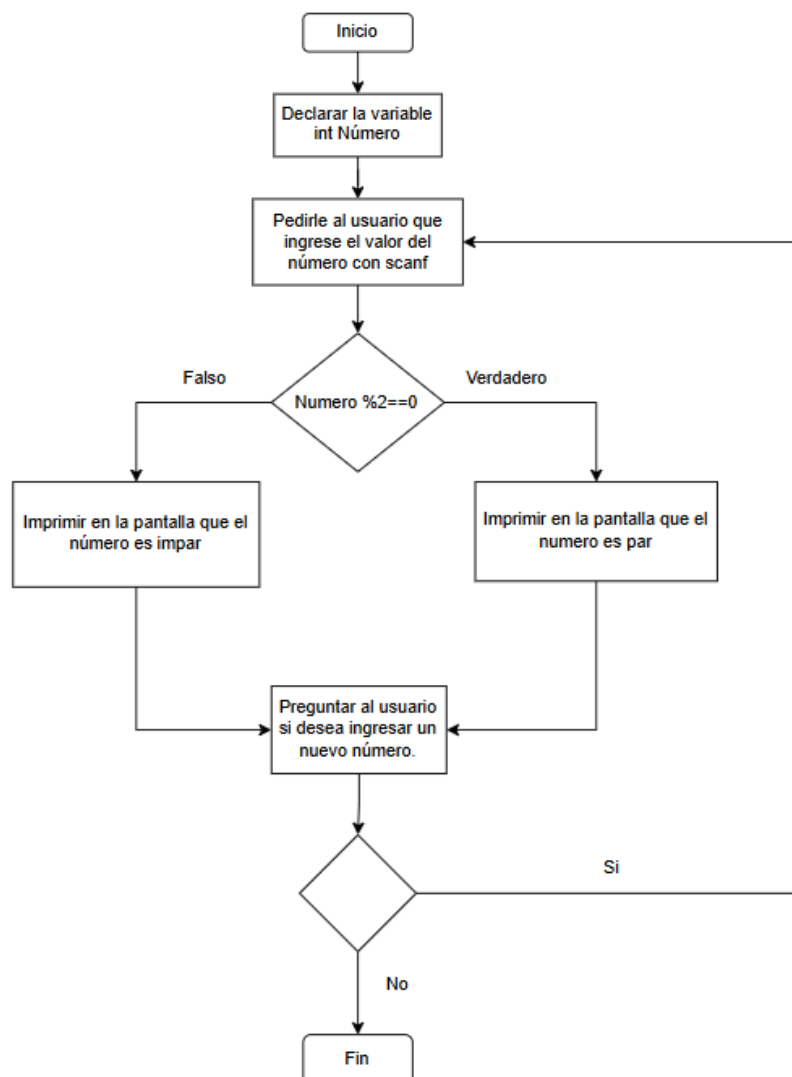 Inicio
Declarar la variable
int Número
Pedirle al usuario que
ingrese el valor del
número con scanf
Falso
Verdadero
Numero %2==0
Imprimir en la pantalla que el
número es impar
Imprimir en la pantalla que el
numero es par
Preguntar al usuario
si desea ingresar un
nuevo número.
Si
No
Fin